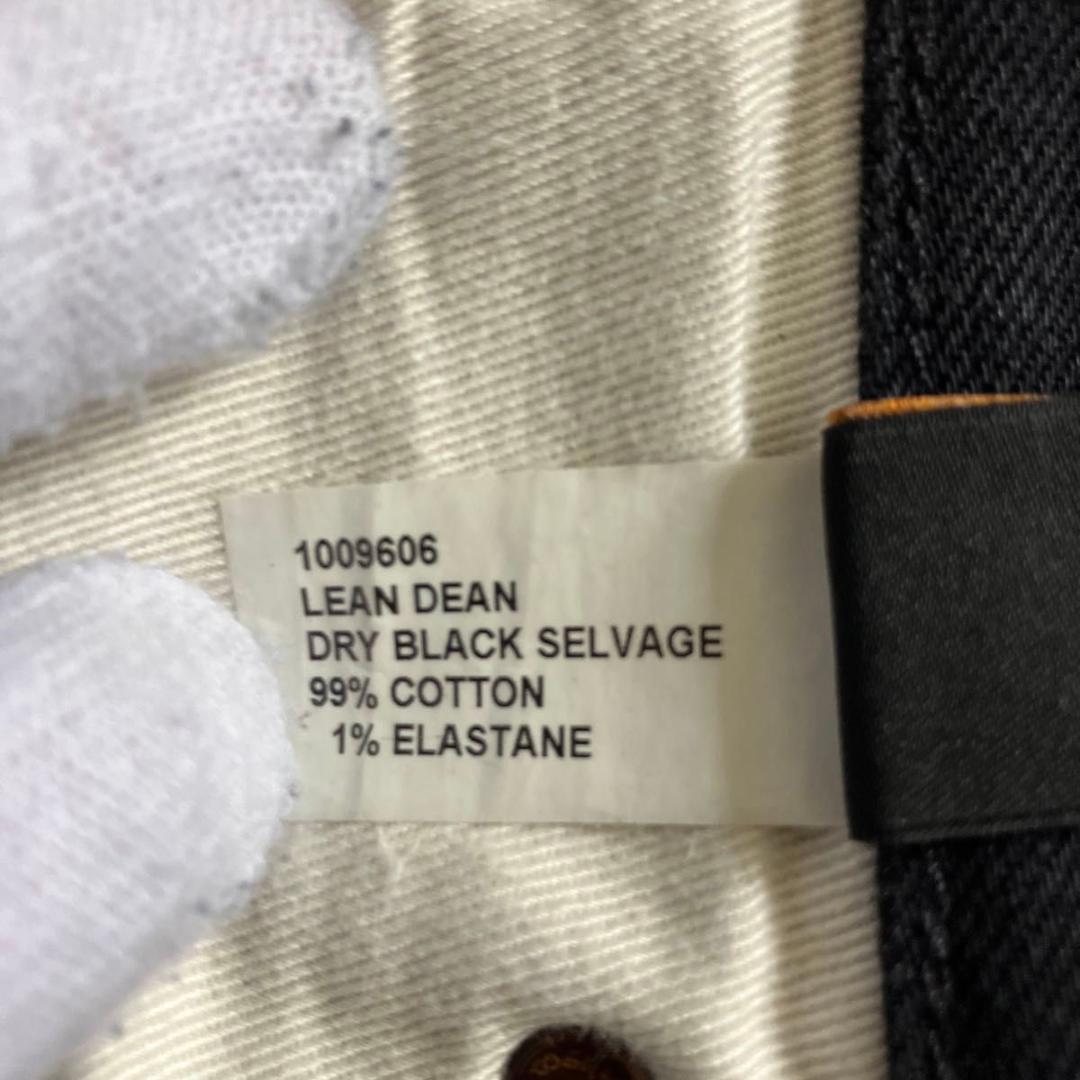 1009606
LEAN DEAN
DRY BLACK SELVAGE
99% COTTON
1% ELASTANE